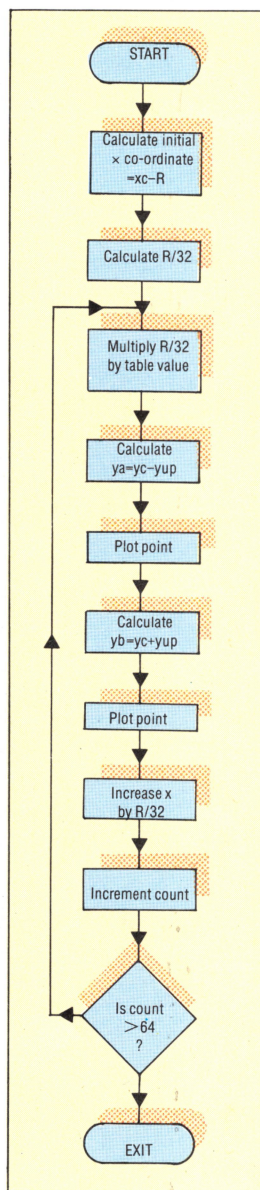 START
Calculate initial
× co-ordinate
=xc–R
Calculate R/32
Multiply R/32
by table value
Calculate
ya=yc–yup
Plot point
Calculate
yb=yc+yup
Plot point
Increase x
by R/32
Increment count
Is count
>64
?
EXIT